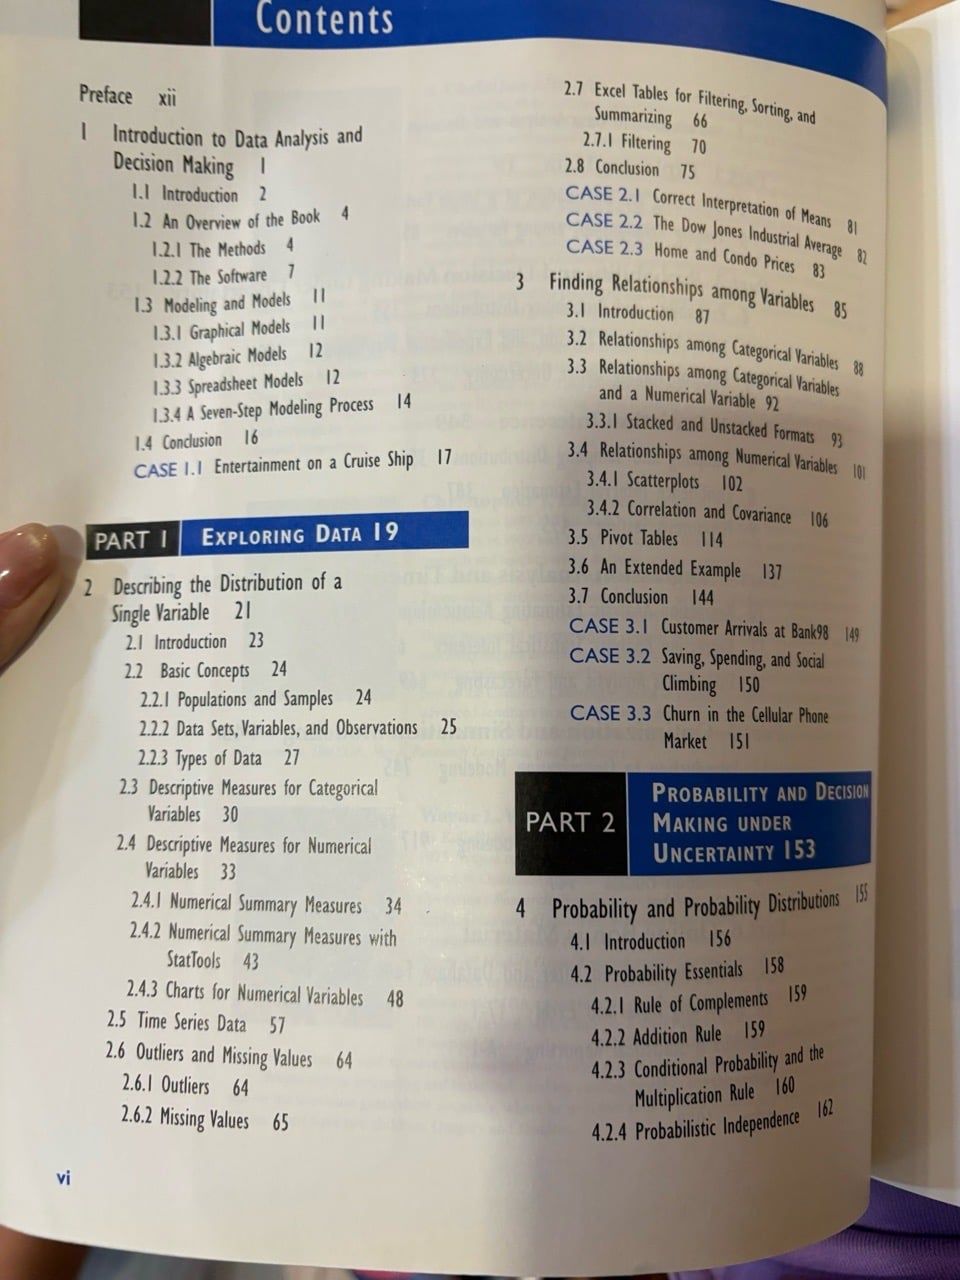 Contents
Preface xii
1 Introduction to Data Analysis and
Decision Making 1
1.1 Introduction 2
1.2 An Overview of the Book 4
1.2.1 The Methods 4
1.2.2 The Software 7
1.3 Modeling and Models 11
1.3.1 Graphical Models 11
1.3.2 Algebraic Models 12
1.3.3 Spreadsheet Models 12
1.3.4 A Seven-Step Modeling Process 14
1.4 Conclusion 16
CASE 1.1 Entertainment on a Cruise Ship 17
PART 1 EXPLORING DATA 19
2 Describing the Distribution of a
Single Variable 21
2.1 Introduction 23
2.2 Basic Concepts 24
2.2.1 Populations and Samples 24
2.2.2 Data Sets, Variables, and Observations 25
2.2.3 Types of Data 27
2.3 Descriptive Measures for Categorical
Variables 30
2.4 Descriptive Measures for Numerical
Variables 33
2.4.1 Numerical Summary Measures 34
2.4.2 Numerical Summary Measures with
StatTools 43
2.4.3 Charts for Numerical Variables 48
2.5 Time Series Data 57
2.6 Outliers and Missing Values 64
2.6.1 Outliers 64
2.6.2 Missing Values 65
2.7 Excel Tables for Filtering, Sorting, and
Summarizing 66
2.7.1 Filtering 70
2.8 Conclusion 75
CASE 2.1 Correct Interpretation of Means 81
CASE 2.2 The Dow Jones Industrial Average 82
CASE 2.3 Home and Condo Prices 83
3 Finding Relationships among Variables 85
3.1 Introduction 87
3.2 Relationships among Categorical Variables 88
3.3 Relationships among Categorical Variables
and a Numerical Variable 92
3.3.1 Stacked and Unstacked Formats 93
3.4 Relationships among Numerical Variables 101
3.4.1 Scatterplots 102
3.4.2 Correlation and Covariance 106
3.5 Pivot Tables 114
3.6 An Extended Example 137
3.7 Conclusion 144
CASE 3.1 Customer Arrivals at Bank98 149
CASE 3.2 Saving, Spending, and Social
Climbing 150
CASE 3.3 Churn in the Cellular Phone
Market 151
PART 2 PROBABILITY AND DECISION
MAKING UNDER
UNCERTAINTY 153
4 Probability and Probability Distributions 155
4.1 Introduction 156
4.2 Probability Essentials 158
4.2.1 Rule of Complements 159
4.2.2 Addition Rule 159
4.2.3 Conditional Probability and the
Multiplication Rule 160
4.2.4 Probabilistic Independence 162
vi